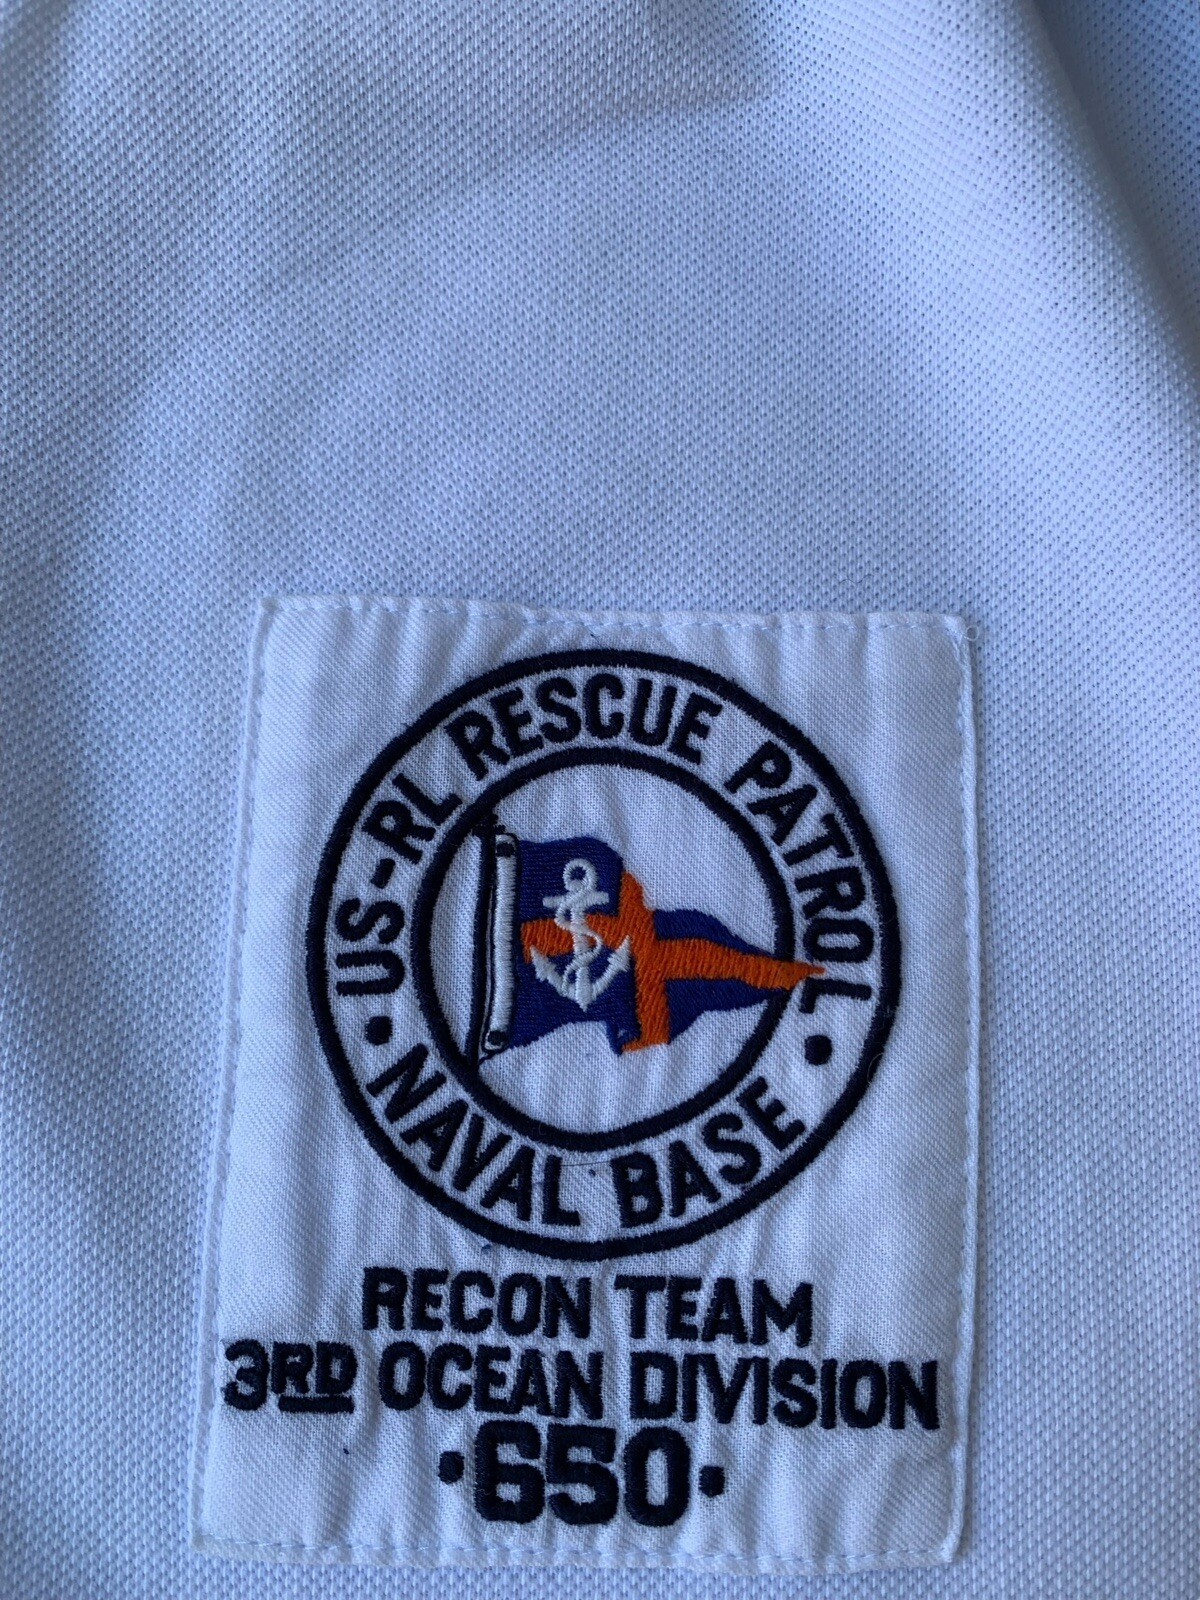 US-RL RESCUE PATROL
• NAVAL BASE •
RECON TEAM
3RD OCEAN DIVISION
•650•